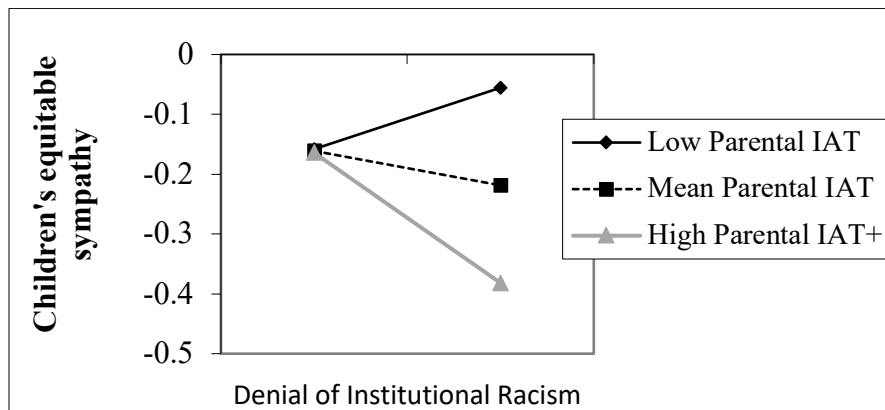 0
-0.1
-0.2
-0.3
-0.4
-0.5
Children's equitable
sympathy
Denial of Institutional Racism
Low Parental IAT
Mean Parental IAT
High Parental IAT+